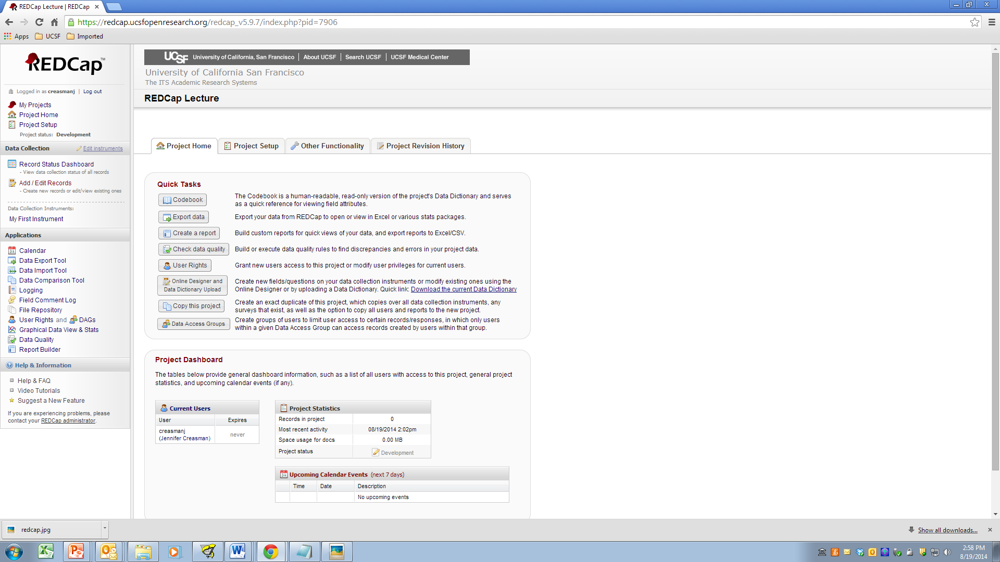 REDCap Lecture | REDCap
https://redcap.ucsfopenresearch.org/redcap_v5.9.7/index.php?pid=7906
Apps UCSF Imported
REDCap™
Logged in as creasmanj | Log out
My Projects
Project Home
Project Setup
Project status: Development
Data Collection Edit instruments
Record Status Dashboard
- View data collection status of all records
Add / Edit Records
- Create new records or edit/view existing ones
Data Collection Instruments:
My First Instrument
Applications
31 Calendar
Data Export Tool
Data Import Tool
Data Comparison Tool
Logging
Field Comment Log
File Repository
User Rights and DAGs
Graphical Data View & Stats
Data Quality
Report Builder
Help & Information
Help & FAQ
Video Tutorials
Suggest a New Feature
If you are experiencing problems, please
contact your REDCap administrator.
UCSF University of California, San Francisco | About UCSF | Search UCSF | UCSF Medical Center
University of California San Francisco
The ITS Academic Research Systems
REDCap Lecture
Project Home Project Setup Other Functionality Project Revision History
Quick Tasks
Codebook
The Codebook is a human-readable, read-only version of the project's Data Dictionary and serves
as a quick reference for viewing field attributes.
Export data Export your data from REDCap to open or view in Excel or various stats packages.
Create a report Build custom reports for quick views of your data, and export reports to Excel/CSV.
Check data quality Build or execute data quality rules to find discrepancies and errors in your project data.
User Rights Grant new users access to this project or modify user privileges for current users.
Online Designer and
Data Dictionary Upload
Create new fields/questions on your data collection instruments or modify existing ones using the
Online Designer or by uploading a Data Dictionary. Quick link: Download the current Data Dictionary
Copy this project
Create an exact duplicate of this project, which copies over all data collection instruments, any
surveys that exist, as well as the option to copy all users and reports to the new project.
Data Access Groups
Create groups of users to limit user access to certain records/responses, in which only users
within a given Data Access Group can access records created by users within that group.
Project Dashboard
The tables below provide general dashboard information, such as a list of all users with access to this project, general project
statistics, and upcoming calendar events (if any).
Current Users
User Expires
creasmanj
(Jennifer Creasman)
never
Project Statistics
Records in project 0
Most recent activity 08/19/2014 2:02pm
Space usage for docs 0.00 MB
Project status Development
31 Upcoming Calendar Events (next 7 days)
Time Date Description
No upcoming events
redcap.jpg
Show all downloads...
2:58 PM
8/19/2014